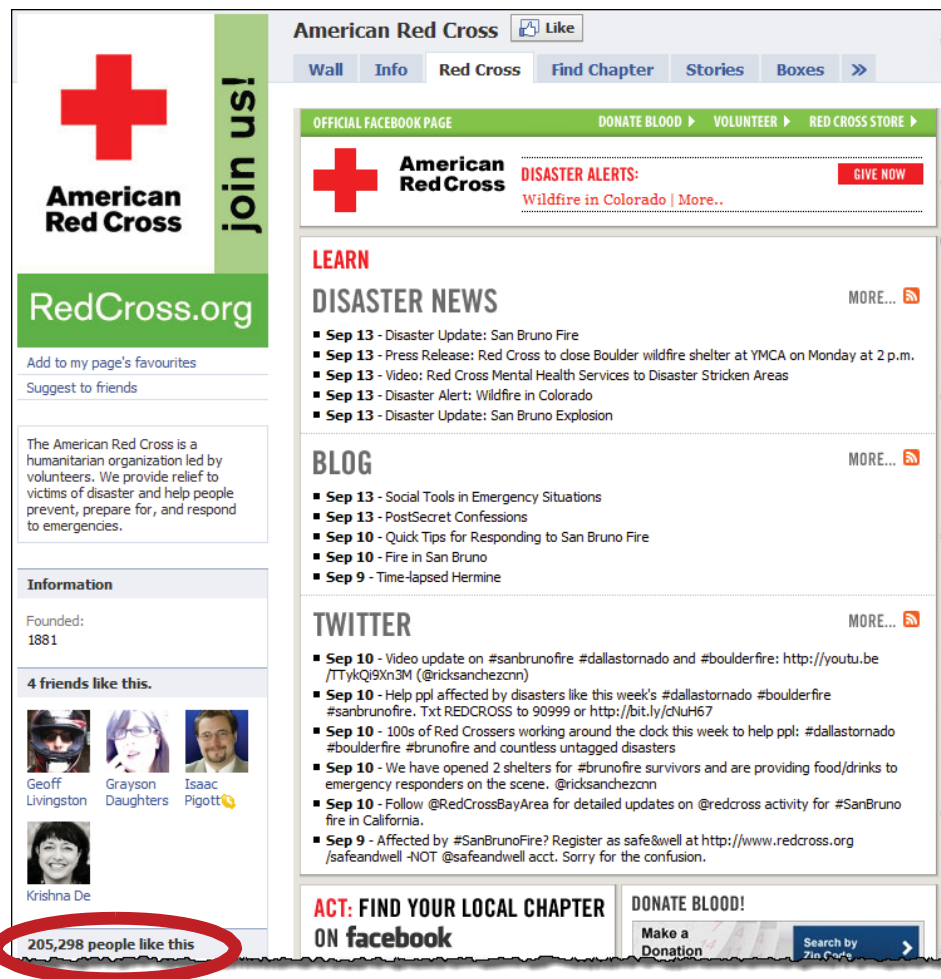 American Red Cross Like
Wall Info Red Cross Find Chapter Stories Boxes »
join us!
American
Red Cross
RedCross.org
Add to my page's favourites
Suggest to friends
The American Red Cross is a
humanitarian organization led by
volunteers. We provide relief to
victims of disaster and help people
prevent, prepare for, and respond
to emergencies.
Information
Founded:
1881
4 friends like this.
Geoff
Livingston
Grayson
Daughters
Isaac
Pigott
Krishna De
205,298 people like this
OFFICIAL FACEBOOK PAGE DONATE BLOOD VOLUNTEER RED CROSS STORE
American
Red Cross
DISASTER ALERTS: GIVE NOW
Wildfire in Colorado | More..
LEARN
DISASTER NEWS MORE...
Sep 13 - Disaster Update: San Bruno Fire
Sep 13 - Press Release: Red Cross to close Boulder wildfire shelter at YMCA on Monday at 2 p.m.
Sep 13 - Video: Red Cross Mental Health Services to Disaster Stricken Areas
Sep 13 - Disaster Alert: Wildfire in Colorado
Sep 13 - Disaster Update: San Bruno Explosion
BLOG MORE...
Sep 13 - Social Tools in Emergency Situations
Sep 13 - PostSecret Confessions
Sep 10 - Quick Tips for Responding to San Bruno Fire
Sep 10 - Fire in San Bruno
Sep 9 - Time-lapsed Hermine
TWITTER MORE...
Sep 10 - Video update on #sanbrunofire #dallastornado and #boulderfire: http://youtu.be
/TTykQi9Xn3M (@ricksanchezcnn)
Sep 10 - Help ppl affected by disasters like this week's #dallastornado #boulderfire
#sanbrunofire. Txt REDCROSS to 90999 or http://bit.ly/cNuH67
Sep 10 - 100s of Red Crossers working around the clock this week to help ppl: #dallastornado
#boulderfire #brunofire and countless untagged disasters
Sep 10 - We have opened 2 shelters for #brunofire survivors and are providing food/drinks to
emergency responders on the scene. @ricksanchezcnn
Sep 10 - Follow @RedCrossBayArea for detailed updates on @redcross activity for #SanBruno
fire in California.
Sep 9 - Affected by #SanBrunoFire? Register as safe&well at http://www.redcross.org
/safeandwell -NOT @safeandwell acct. Sorry for the confusion.
ACT: FIND YOUR LOCAL CHAPTER
ON facebook
DONATE BLOOD!
Make a
Donation
Search by
Zip Code